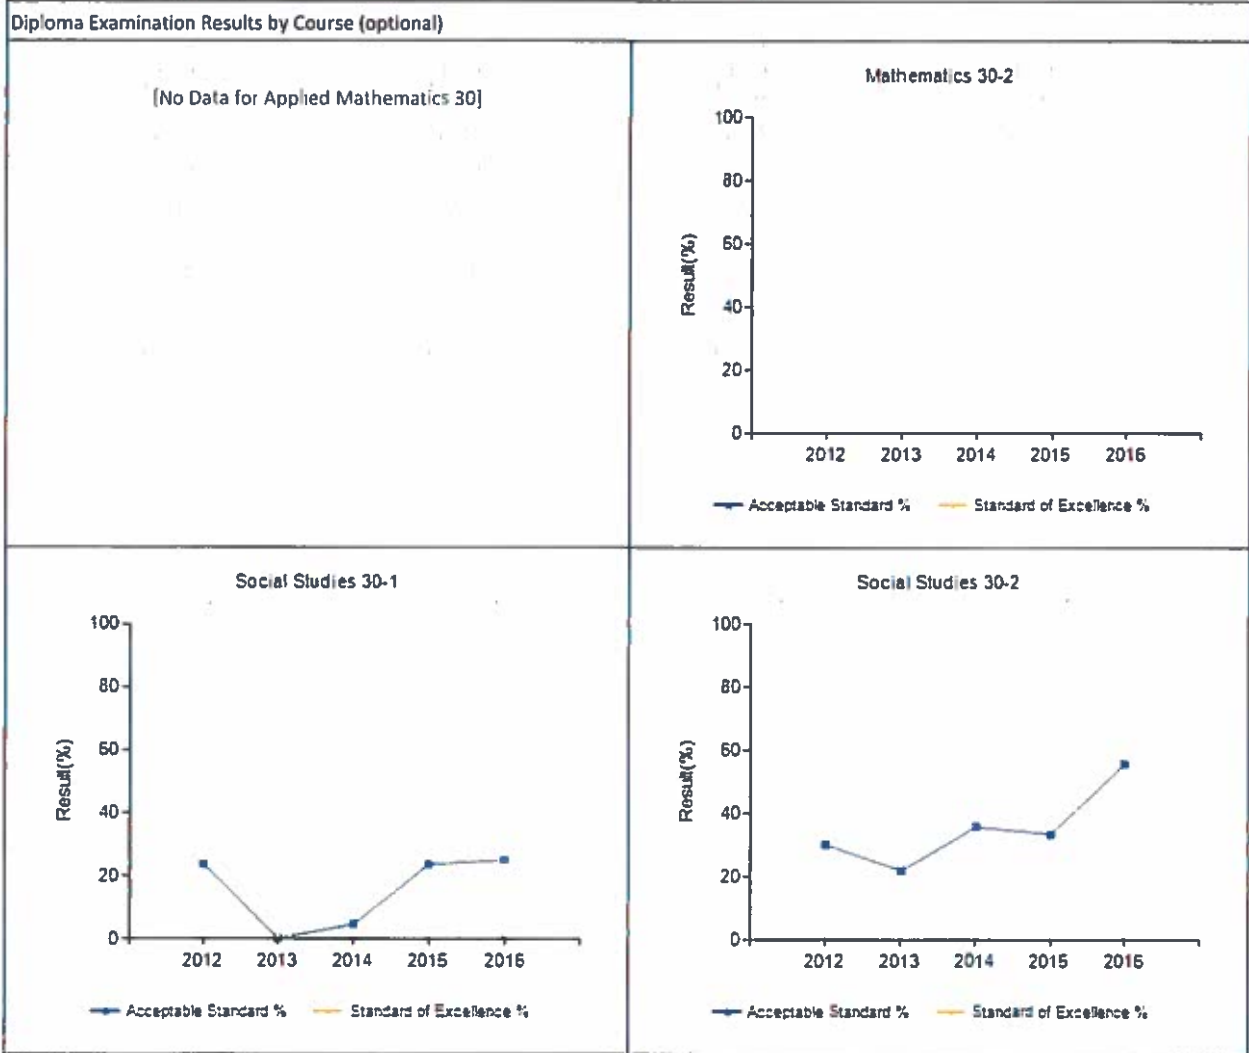 Diploma Examination Results by Course (optional)
[No Data for Applied Mathematics 30]
Mathematics 30-2
100
80
60
40
20
0
Result(%)
2012 2013 2014 2015 2016
Acceptable Standard % Standard of Excellence %
Social Studies 30-1
100
80
60
40
20
0
Result(%)
2012 2013 2014 2015 2016
Acceptable Standard % Standard of Excellence %
Social Studies 30-2
100
80
60
40
20
0
Result(%)
2012 2013 2014 2015 2016
Acceptable Standard % Standard of Excellence %